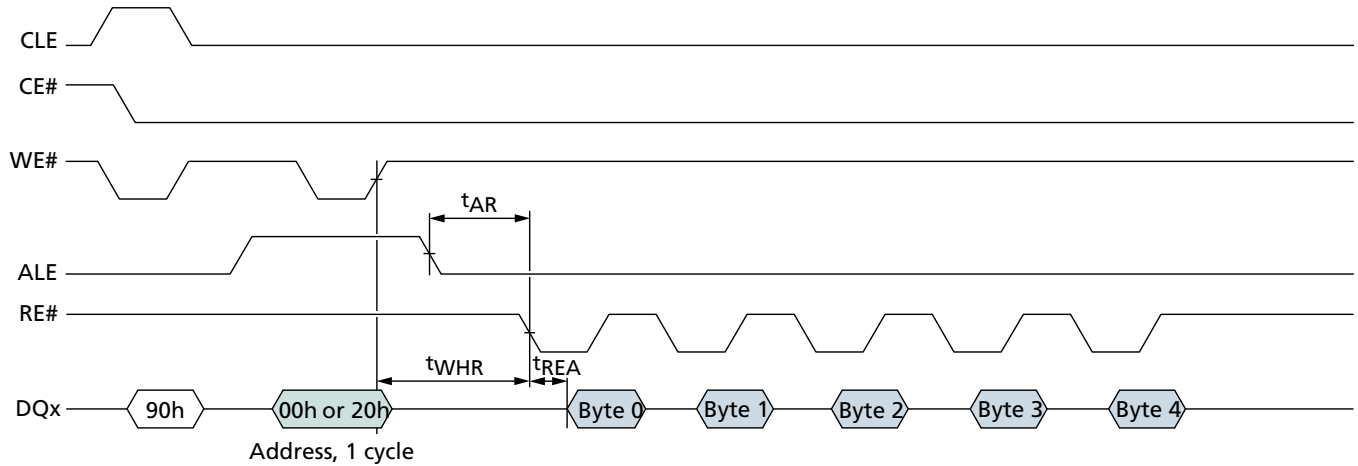 CLE
CE#
WE#
tAR
ALE
RE#
tWHR
tREA
DQx
90h
00h or 20h
Byte 0
Byte 1
Byte 2
Byte 3
Byte 4
Address, 1 cycle